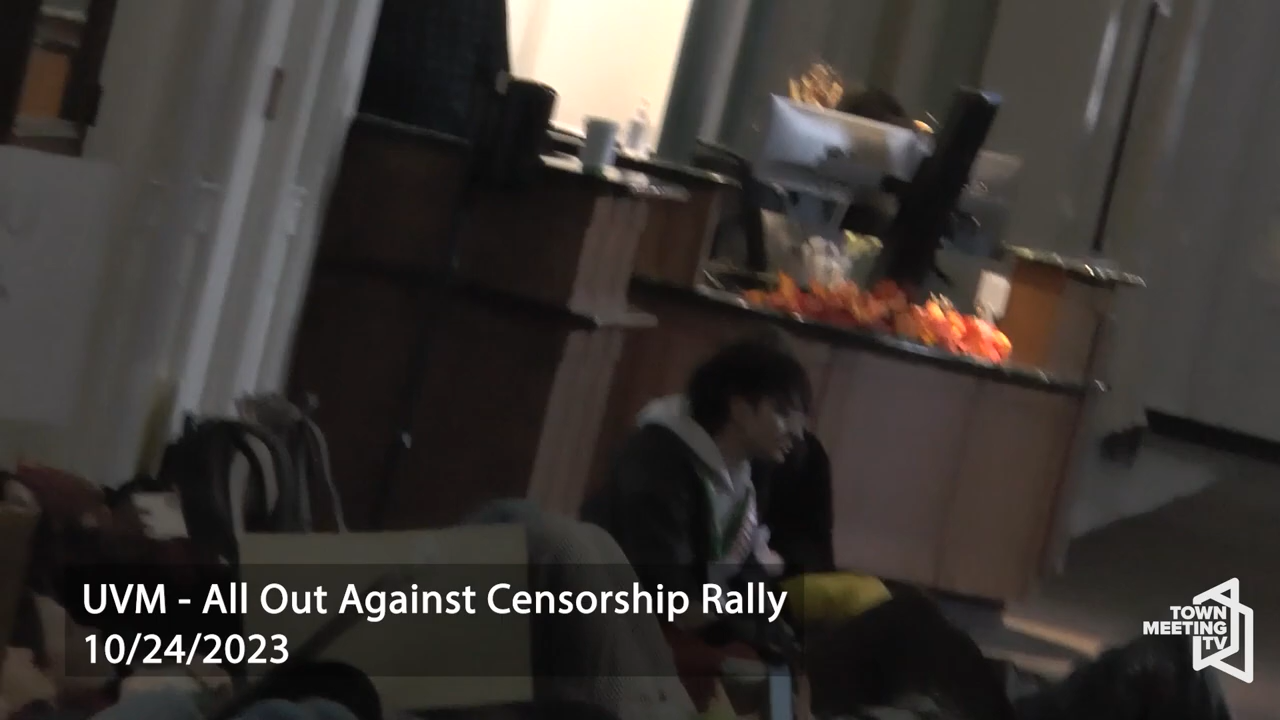 UVM - All Out Against Censorship Rally
10/24/2023
TOWN
MEETING
TV